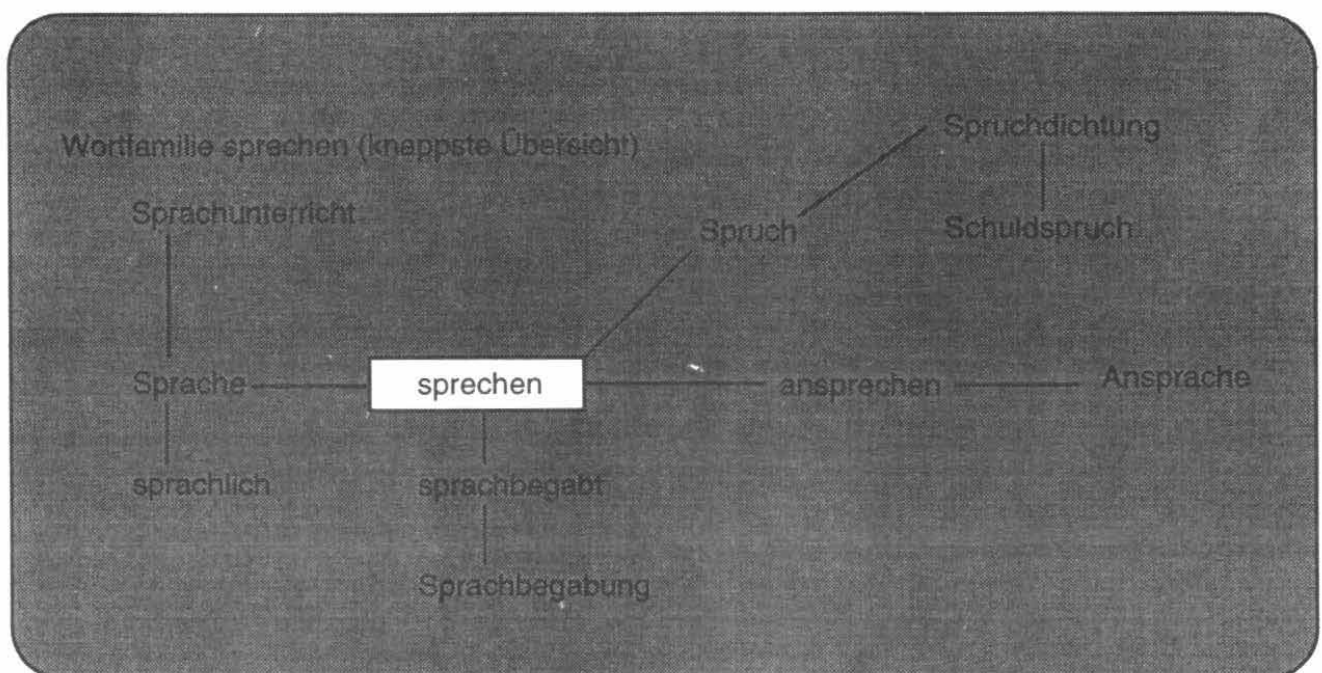 Wortfamilie sprechen (knappste Übersicht)
Spruchdichtung
Sprachunterricht
Spruch
Schuldspruch
Sprache
sprechen
ansprechen
Ansprache
sprachlich
sprachbegabt
Sprachbegabung